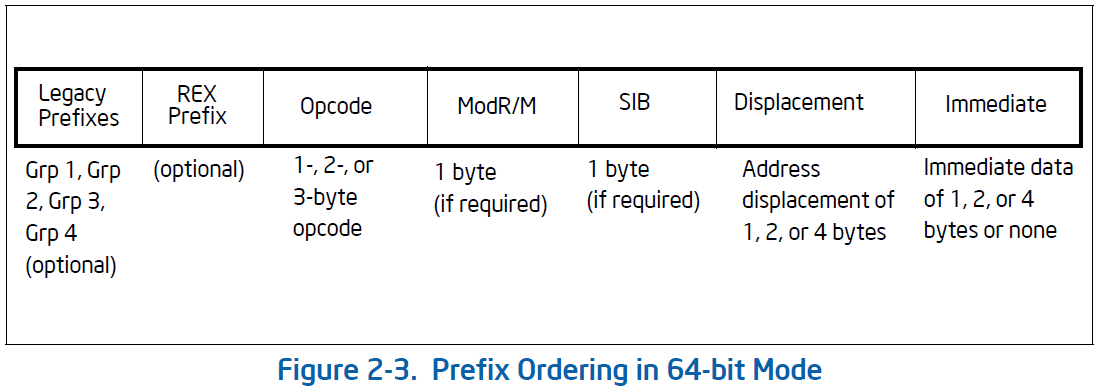 Legacy
Prefixes
REX
Prefix
Opcode
ModR/M
SIB
Displacement
Immediate
Grp 1, Grp
2, Grp 3,
Grp 4
(optional)
(optional)
1-, 2-, or
3-byte
opcode
1 byte
(if required)
1 byte
(if required)
Address
displacement of
1, 2, or 4 bytes
Immediate data
of 1, 2, or 4
bytes or none
Figure 2-3. Prefix Ordering in 64-bit Mode